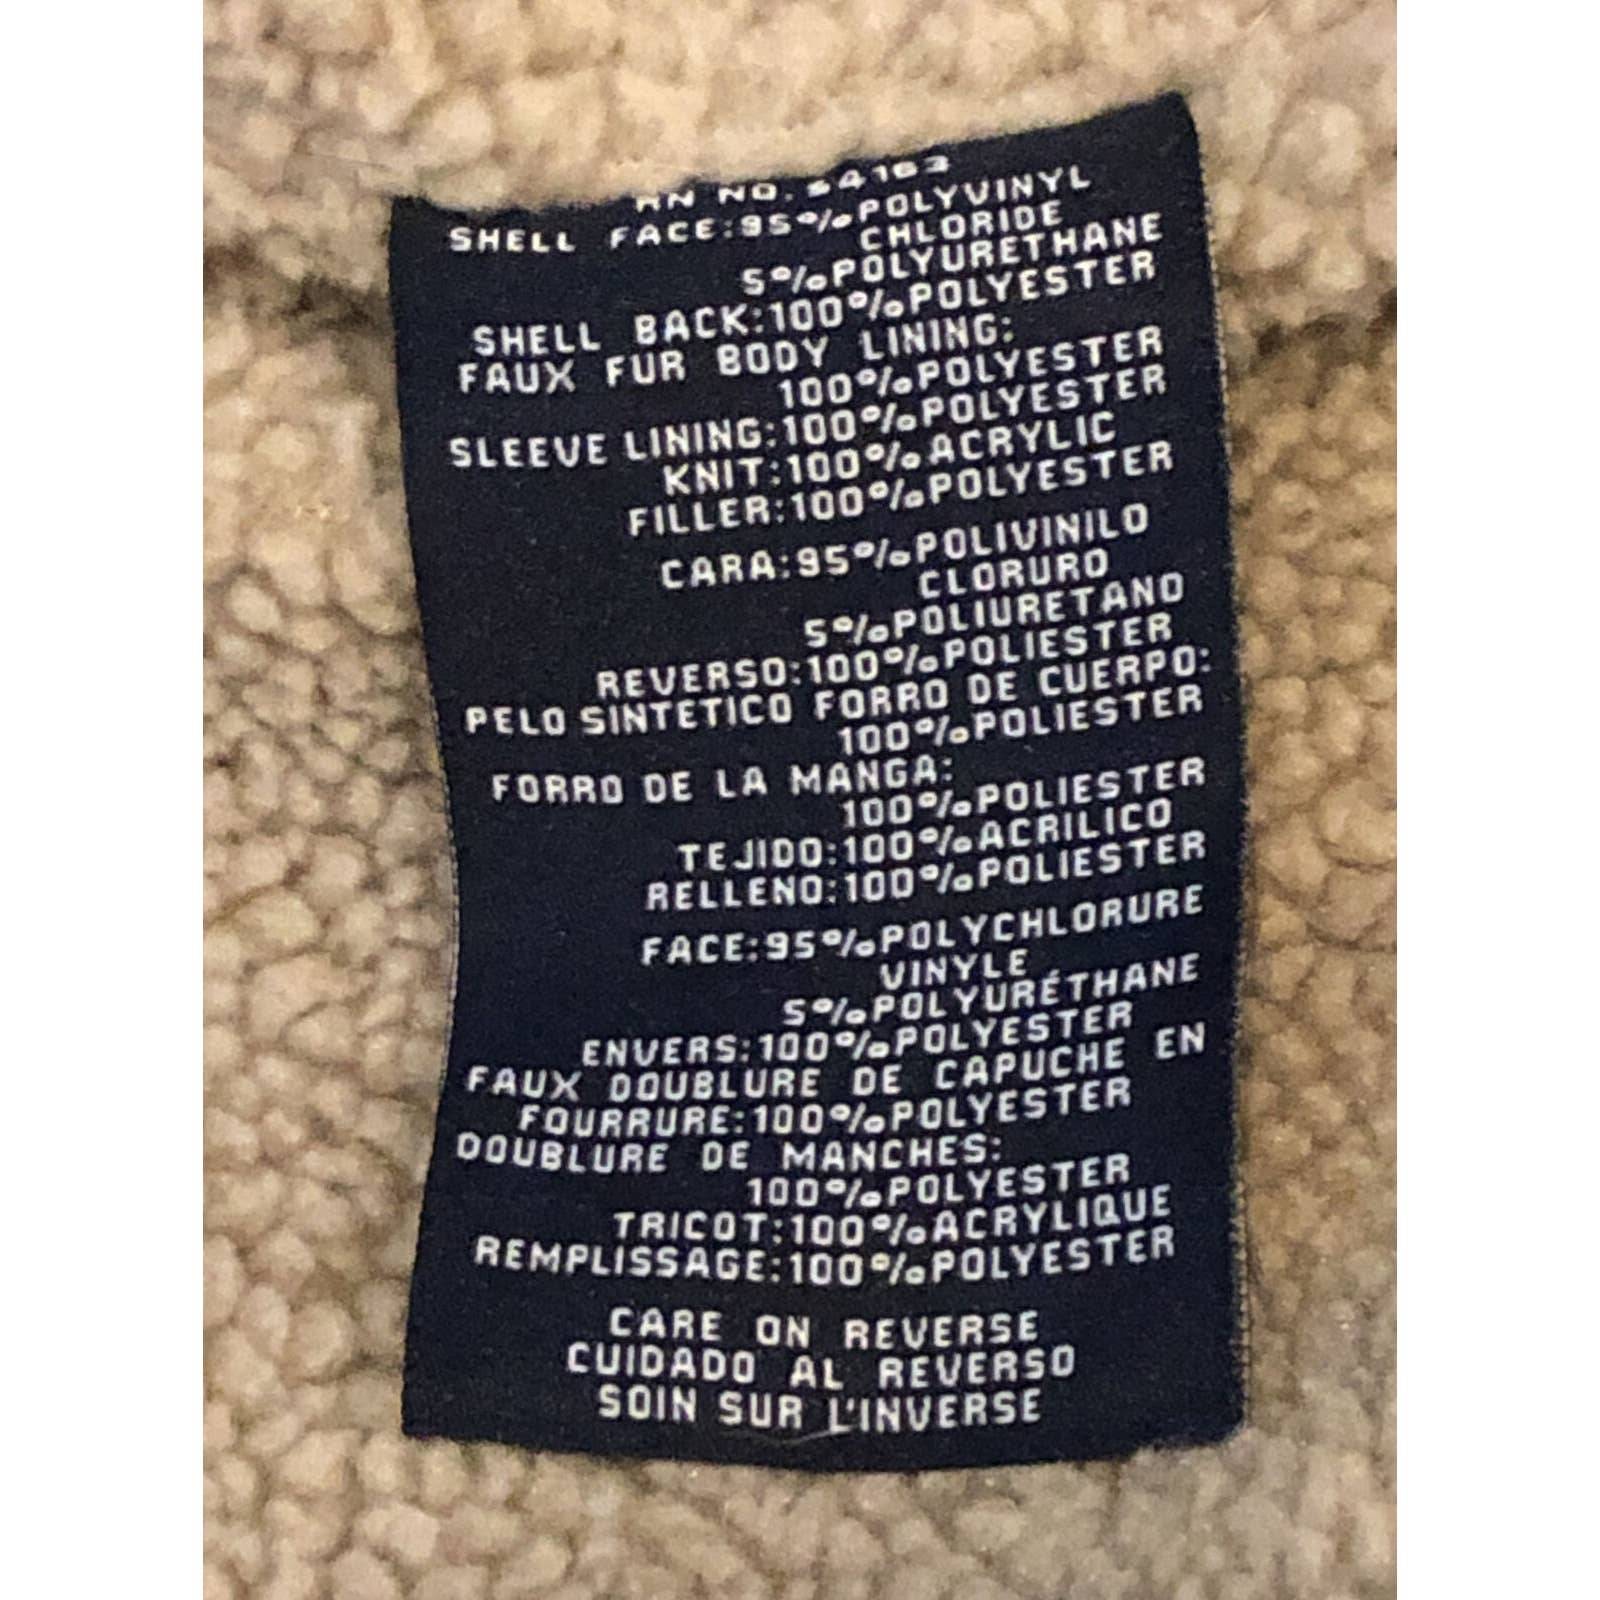 RN NO. 54163
SHELL FACE:95%POLYVINYL
CHLORIDE
5%POLYURETHANE
SHELL BACK:100%POLYESTER
FAUX FUR BODY LINING:
100%POLYESTER
SLEEVE LINING:100%POLYESTER
KNIT:100%ACRYLIC
FILLER:100%POLYESTER
CARA:95%POLIVINILO
CLORURO
5%POLIURETANO
REVERSO:100%POLIESTER
PELO SINTETICO FORRO DE CUERPO:
100%POLIESTER
FORRO DE LA MANGA:
100%POLIESTER
TEJIDO:100%ACRILICO
RELLENO:100%POLIESTER
FACE:95%POLYCHLORURE
VINYLE
5%POLYURÉTHANE
ENVERS:100%POLYESTER
FAUX DOUBLURE DE CAPUCHE EN
FOURRURE:100%POLYESTER
DOUBLURE DE MANCHES:
100%POLYESTER
TRICOT:100%ACRYLIQUE
REMPLISSAGE:100%POLYESTER
CARE ON REVERSE
CUIDADO AL REVERSO
SOIN SUR L'INVERSE